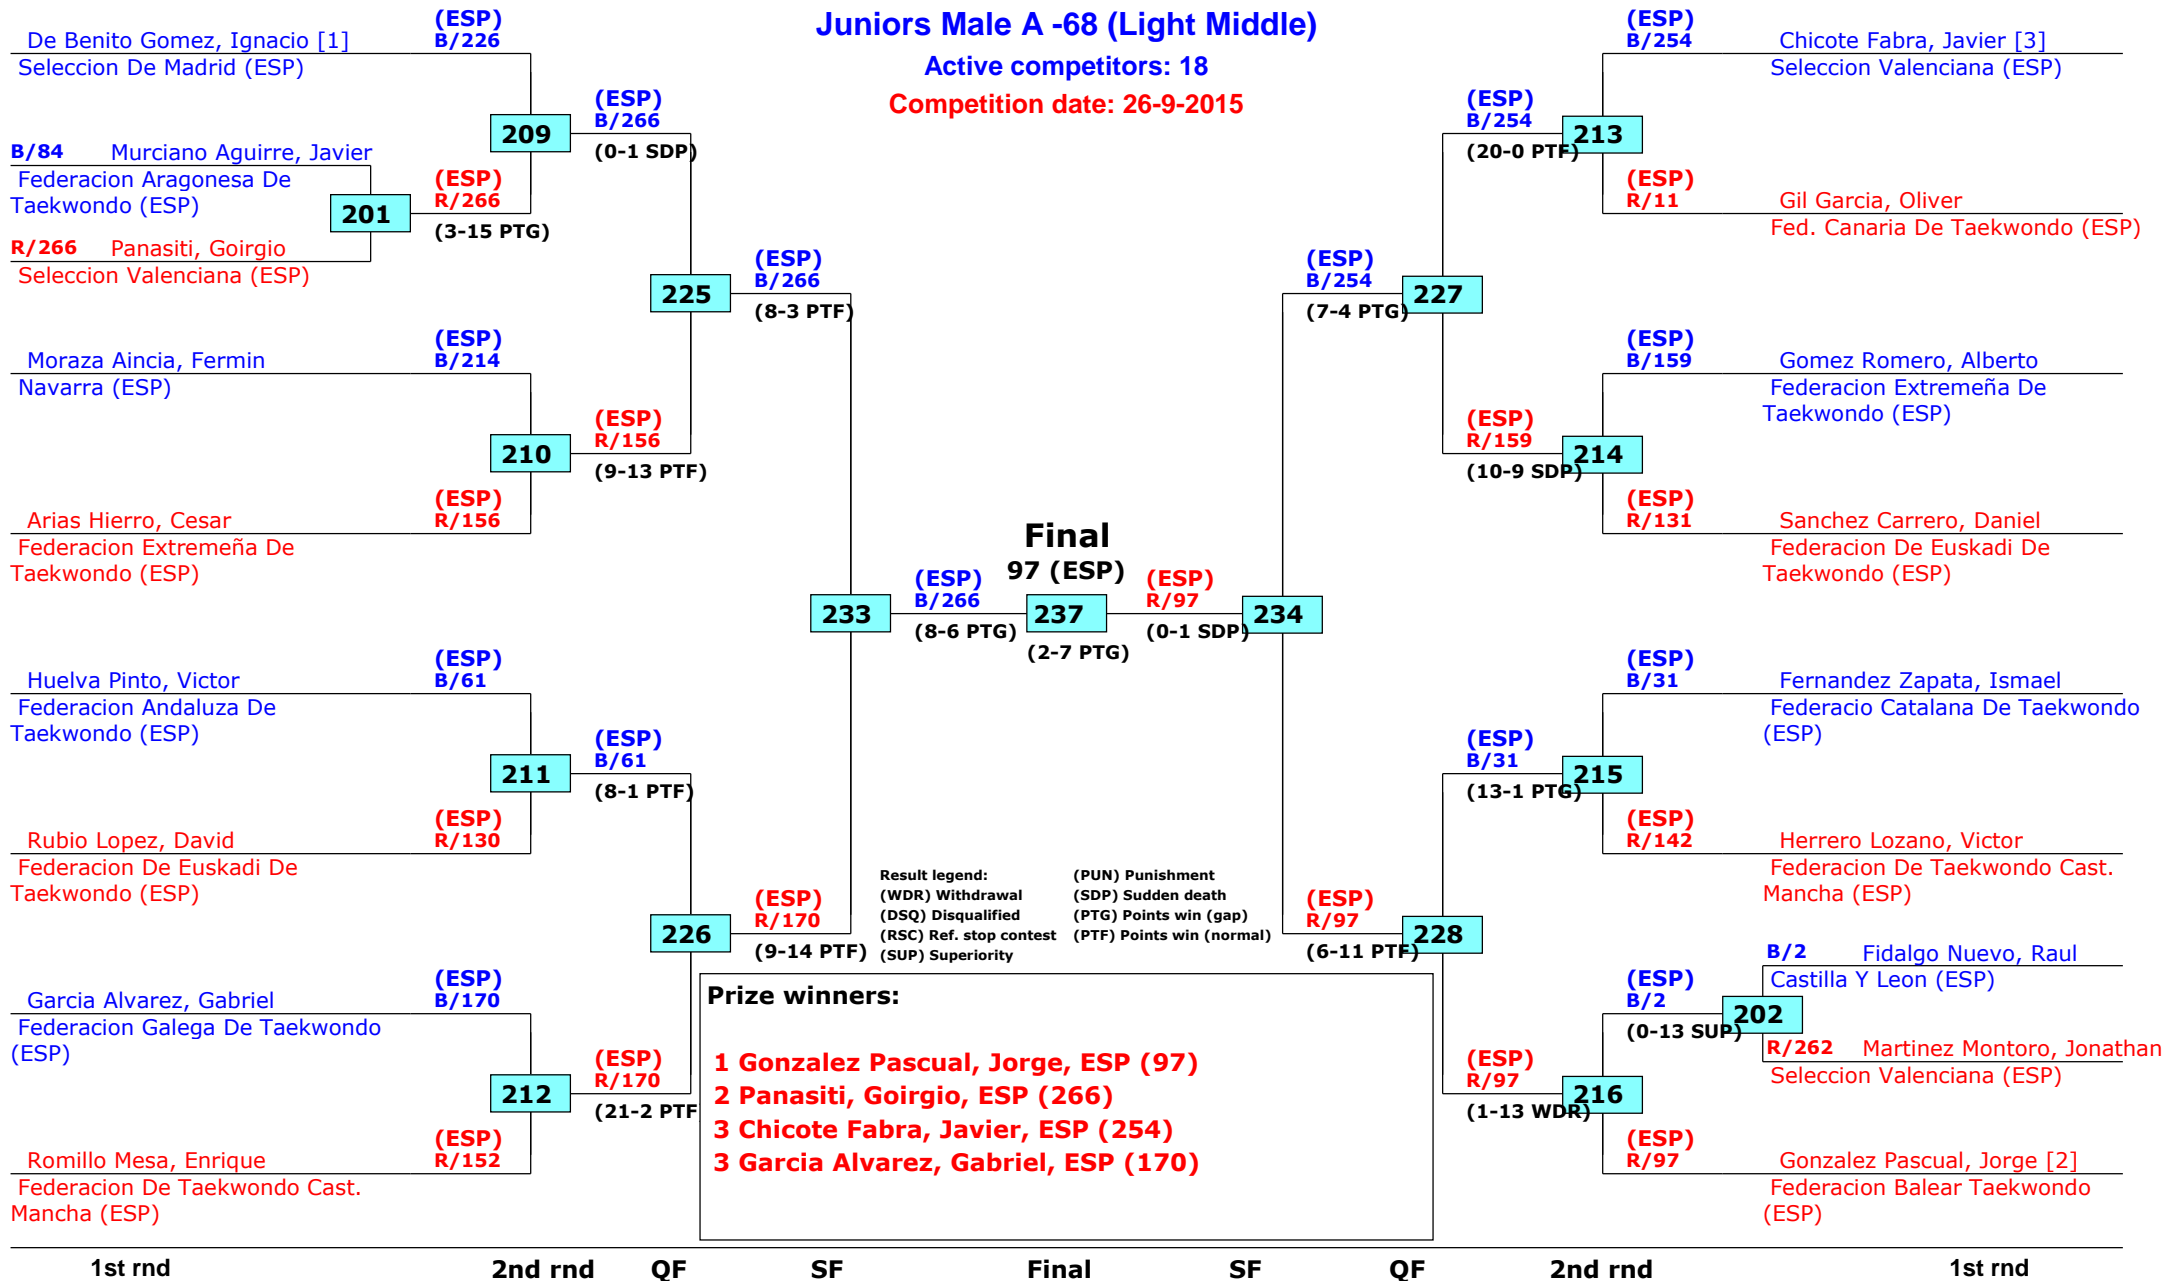 Juniors Male A -68 (Light Middle)
Active competitors: 18
Competition date: 26-9-2015
De Benito Gomez, Ignacio [1]
Seleccion De Madrid (ESP)
(ESP)
B/226
B/84 Murciano Aguirre, Javier
Federacion Aragonesa De
Taekwondo (ESP)
201
R/266 Panasiti, Goirgio
Seleccion Valenciana (ESP)
(ESP)
R/266
(3-15 PTG)
209
(ESP)
B/266
(0-1 SDP)
225
(ESP)
B/266
(8-3 PTF)
Moraza Aincia, Fermin
Navarra (ESP)
(ESP)
B/214
210
(ESP)
R/156
(9-13 PTF)
Arias Hierro, Cesar
Federacion Extremeña De
Taekwondo (ESP)
(ESP)
R/156
233
(ESP)
B/266
(8-6 PTG)
Huelva Pinto, Victor
Federacion Andaluza De
Taekwondo (ESP)
(ESP)
B/61
211
(ESP)
B/61
(8-1 PTF)
Rubio Lopez, David
Federacion De Euskadi De
Taekwondo (ESP)
(ESP)
R/130
226
(ESP)
R/170
(9-14 PTF)
Garcia Alvarez, Gabriel
Federacion Galega De Taekwondo
(ESP)
(ESP)
B/170
212
(ESP)
R/170
(21-2 PTF
Romillo Mesa, Enrique
Federacion De Taekwondo Cast.
Mancha (ESP)
(ESP)
R/152
Final
97 (ESP)
237
(2-7 PTG)
(ESP)
R/97
(0-1 SDP)
234
(ESP)
B/254
Chicote Fabra, Javier [3]
Seleccion Valenciana (ESP)
(ESP)
B/254
(20-0 PTF)
213
(ESP)
R/11
Gil Garcia, Oliver
Fed. Canaria De Taekwondo (ESP)
(ESP)
B/254
(7-4 PTG)
227
(ESP)
B/159
Gomez Romero, Alberto
Federacion Extremeña De
Taekwondo (ESP)
(ESP)
R/159
(10-9 SDP)
214
(ESP)
R/131
Sanchez Carrero, Daniel
Federacion De Euskadi De
Taekwondo (ESP)
(ESP)
B/31
Fernandez Zapata, Ismael
Federacio Catalana De Taekwondo
(ESP)
(ESP)
B/31
(13-1 PTG)
215
(ESP)
R/142
Herrero Lozano, Victor
Federacion De Taekwondo Cast.
Mancha (ESP)
(ESP)
R/97
(6-11 PTF)
228
B/2 Fidalgo Nuevo, Raul
Castilla Y Leon (ESP)
(ESP)
B/2
(0-13 SUP)
202
R/262 Martinez Montoro, Jonathan
Seleccion Valenciana (ESP)
(ESP)
R/97
(1-13 WDR)
216
(ESP)
R/97
Gonzalez Pascual, Jorge [2]
Federacion Balear Taekwondo
(ESP)
Result legend:
(WDR) Withdrawal
(DSQ) Disqualified
(RSC) Ref. stop contest
(SUP) Superiority
(PUN) Punishment
(SDP) Sudden death
(PTG) Points win (gap)
(PTF) Points win (normal)
Prize winners:
1 Gonzalez Pascual, Jorge, ESP (97)
2 Panasiti, Goirgio, ESP (266)
3 Chicote Fabra, Javier, ESP (254)
3 Garcia Alvarez, Gabriel, ESP (170)
1st rnd 2nd rnd QF SF Final SF QF 2nd rnd 1st rnd